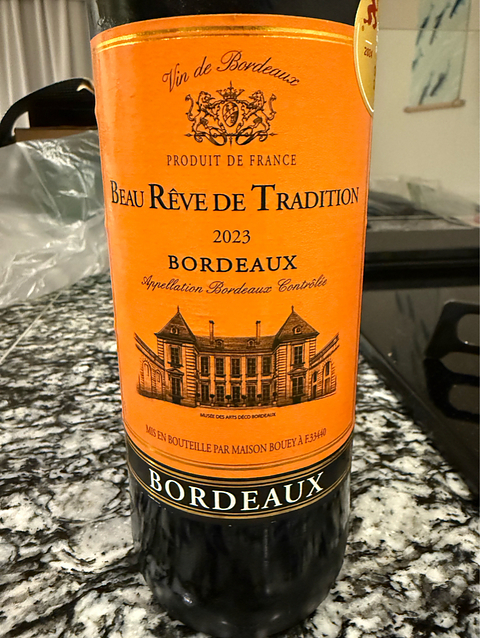 Vin de Bordeaux
PRODUIT DE FRANCE
BEAU RÊVE DE TRADITION
2023
BORDEAUX
Appellation Bordeaux Contrôlée
MUSÉE DES ARTS DÉCO BORDEAUX
MIS EN BOUTEILLE PAR MAISON BOUEY À F.33440
BORDEAUX